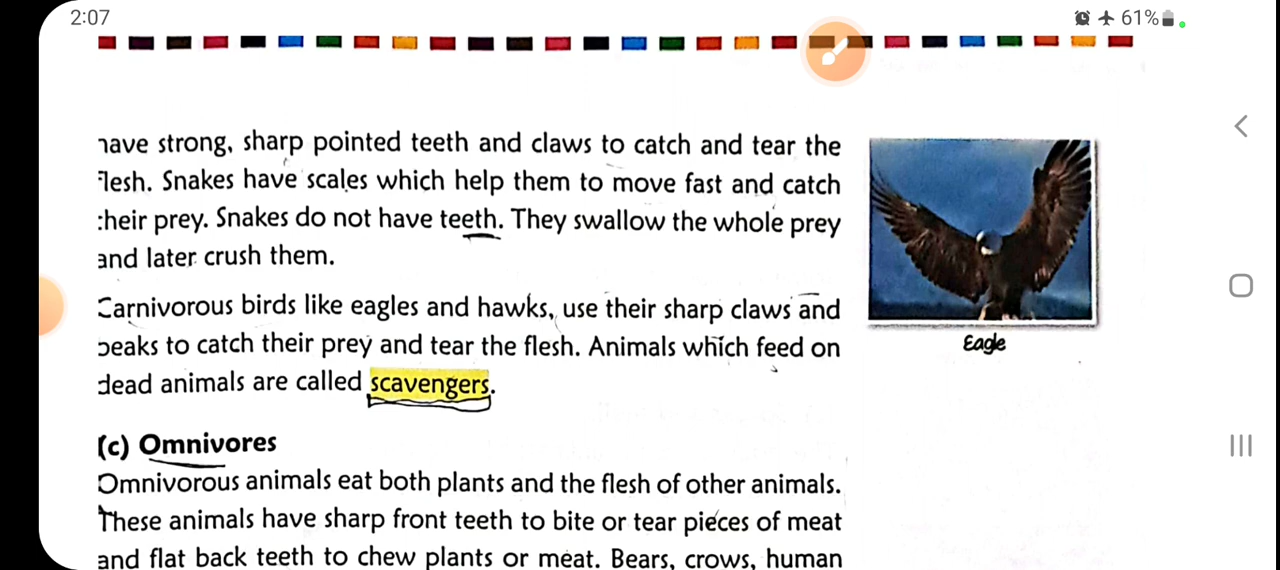 2:07
61%
have strong, sharp pointed teeth and claws to catch and tear the
flesh. Snakes have scales which help them to move fast and catch
their prey. Snakes do not have teeth. They swallow the whole prey
and later crush them.
Carnivorous birds like eagles and hawks, use their sharp claws and
beaks to catch their prey and tear the flesh. Animals which feed on
dead animals are called scavengers.
Eagle
(c) Omnivores
Omnivorous animals eat both plants and the flesh of other animals.
These animals have sharp front teeth to bite or tear pieces of meat
and flat back teeth to chew plants or meat. Bears, crows, human